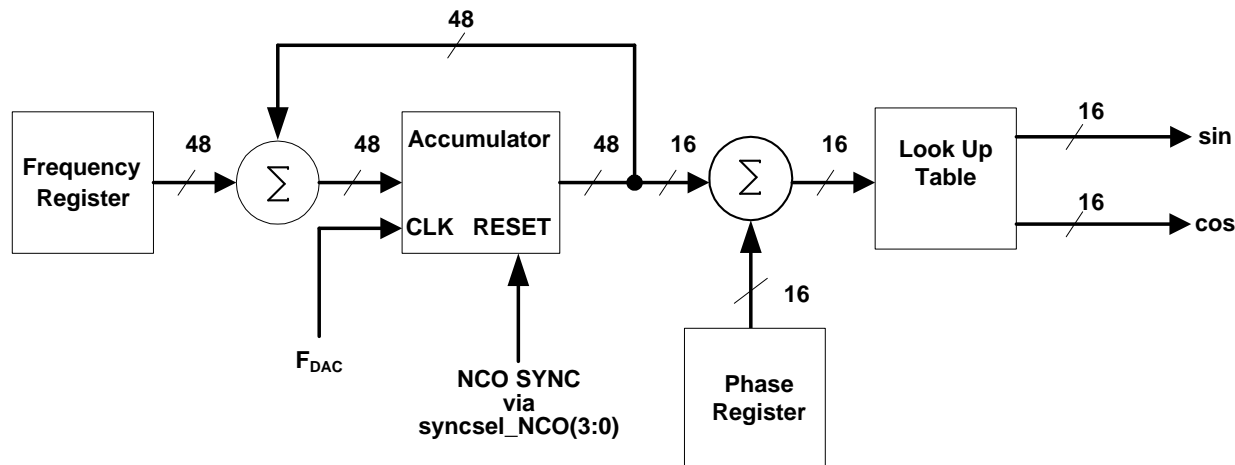 48
Frequency
Register
48
Σ
48
Accumulator
CLK RESET
48
16
Σ
16
Look Up
Table
16
sin
16
cos
16
F_DAC
NCO SYNC
via
syncsel_NCO(3:0)
Phase
Register